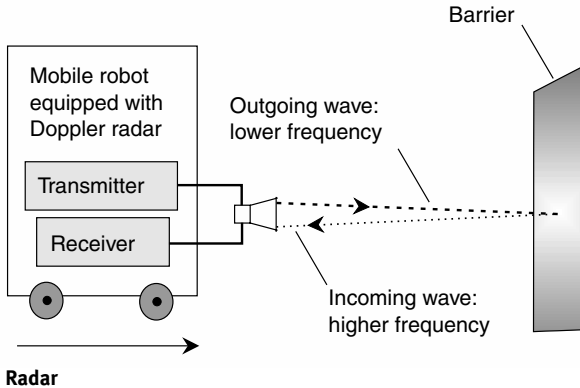 Barrier
Mobile robot
equipped with
Doppler radar
Outgoing wave:
lower frequency
Transmitter
Receiver
Incoming wave:
higher frequency
Radar